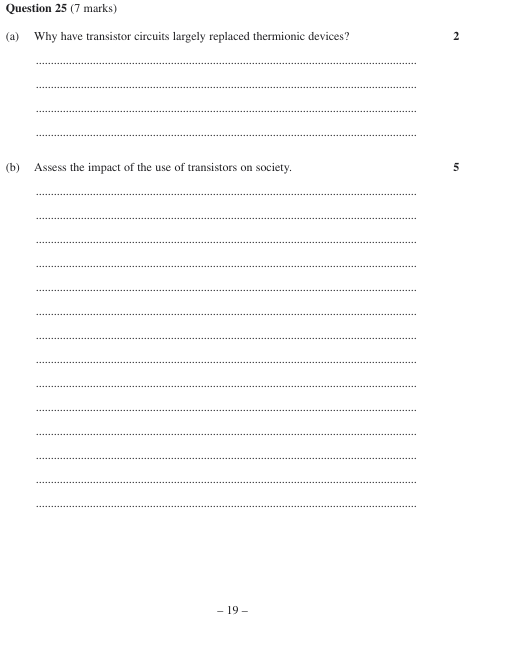 Question 25 (7 marks)
(a) Why have transistor circuits largely replaced thermionic devices? 2
(b) Assess the impact of the use of transistors on society. 5
– 19 –